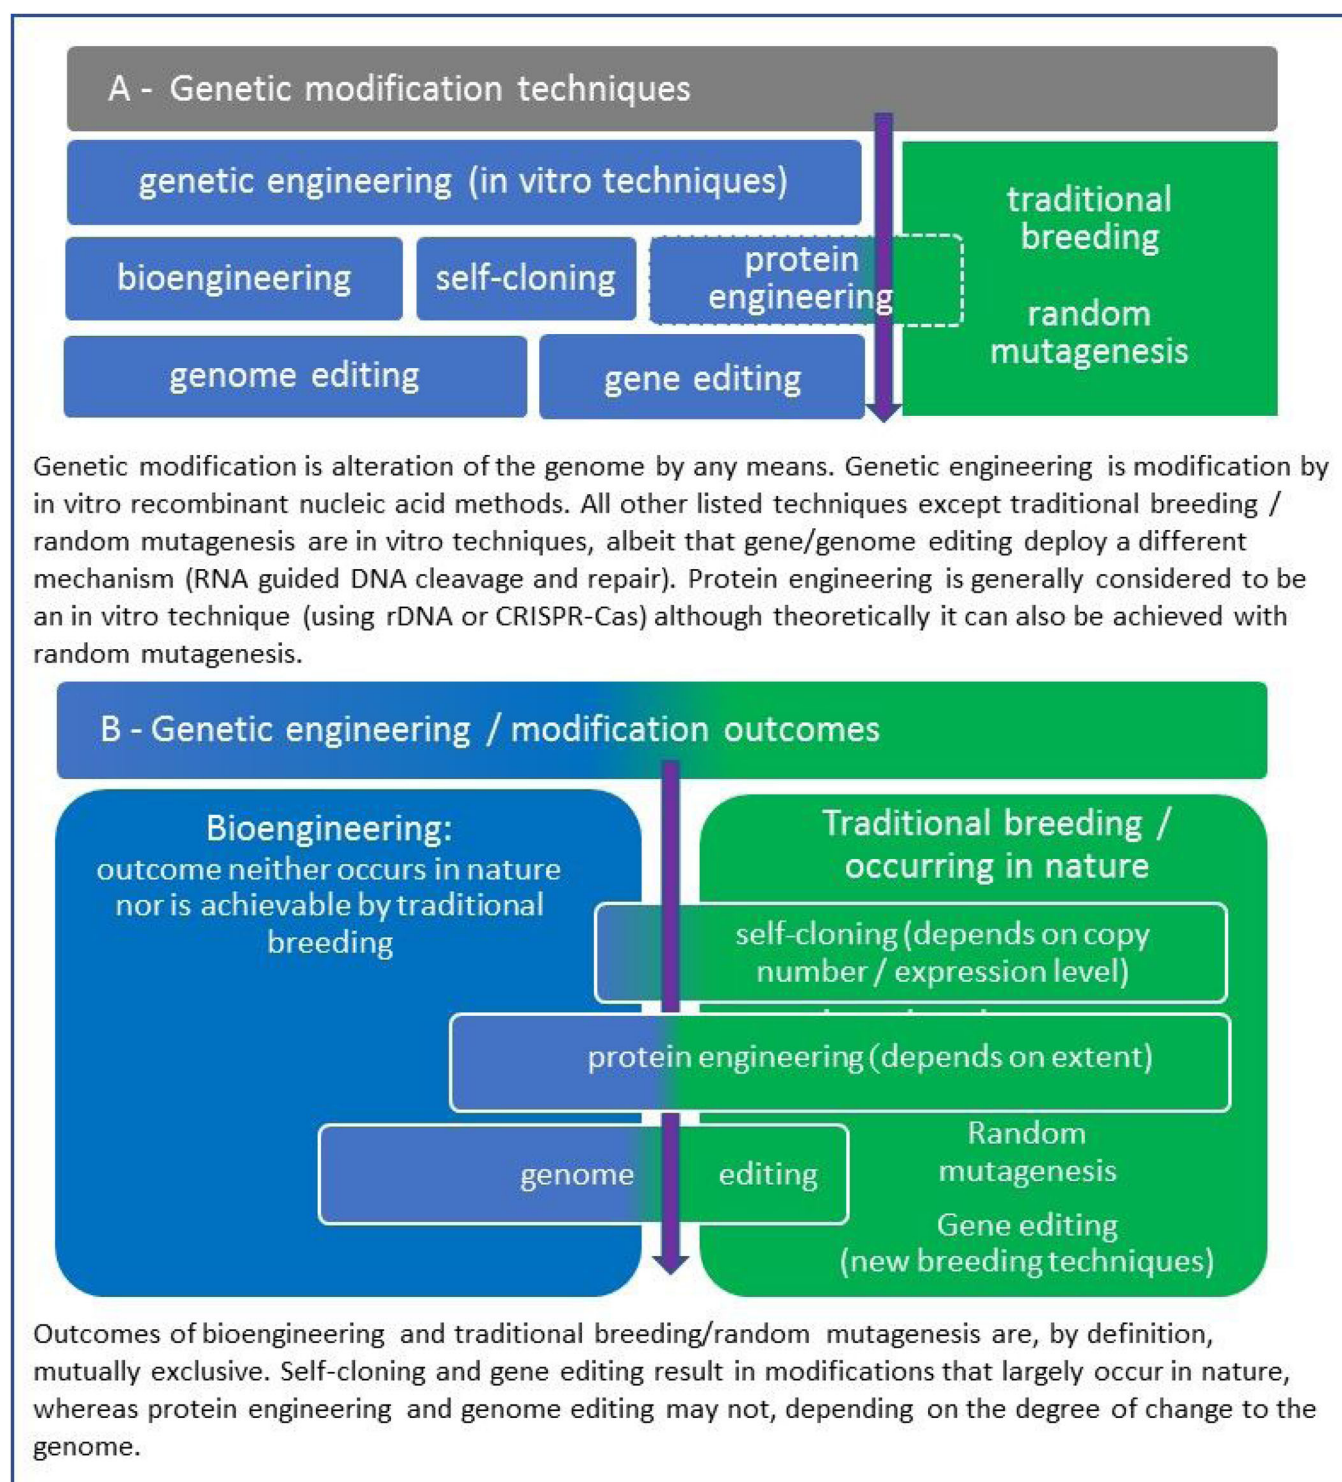 A - Genetic modification techniques
genetic engineering (in vitro techniques)
bioengineering
self-cloning
protein
engineering
genome editing
gene editing
traditional
breeding
random
mutagenesis
Genetic modification is alteration of the genome by any means. Genetic engineering is modification by
in vitro recombinant nucleic acid methods. All other listed techniques except traditional breeding /
random mutagenesis are in vitro techniques, albeit that gene/genome editing deploy a different
mechanism (RNA guided DNA cleavage and repair). Protein engineering is generally considered to be
an in vitro technique (using rDNA or CRISPR-Cas) although theoretically it can also be achieved with
random mutagenesis.
B - Genetic engineering / modification outcomes
Bioengineering:
outcome neither occurs in nature
nor is achievable by traditional
breeding
Traditional breeding /
occurring in nature
self-cloning (depends on copy
number / expression level)
protein engineering (depends on extent)
genome editing
Random
mutagenesis
Gene editing
(new breeding techniques)
Outcomes of bioengineering and traditional breeding/random mutagenesis are, by definition,
mutually exclusive. Self-cloning and gene editing result in modifications that largely occur in nature,
whereas protein engineering and genome editing may not, depending on the degree of change to the
genome.